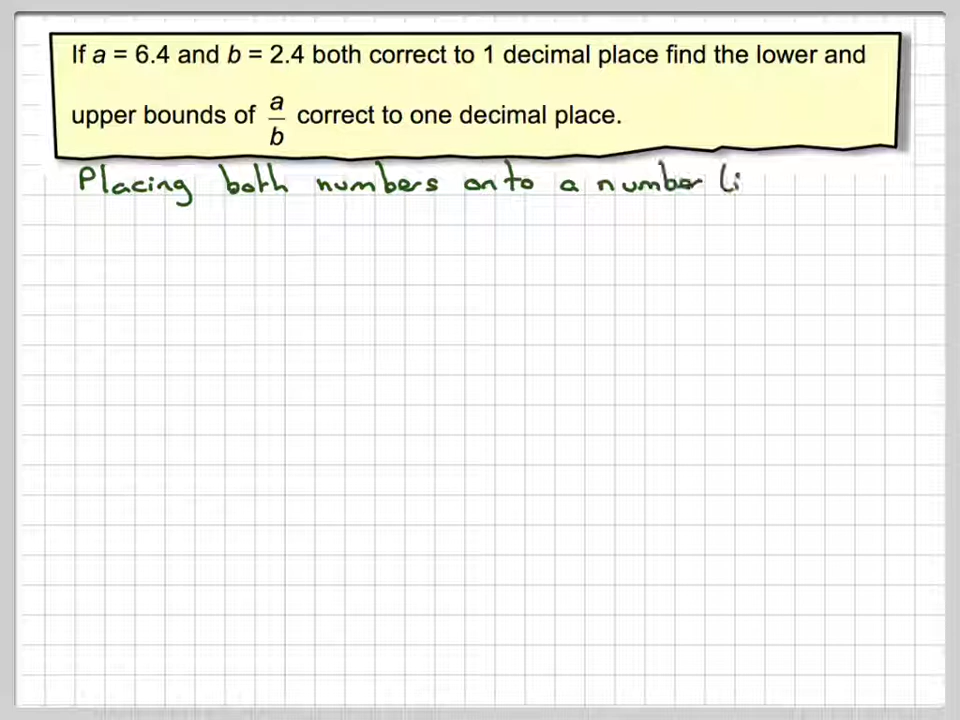 If a = 6.4 and b = 2.4 both correct to 1 decimal place find the lower and
upper bounds of a/b correct to one decimal place.
Placing both numbers onto a number li